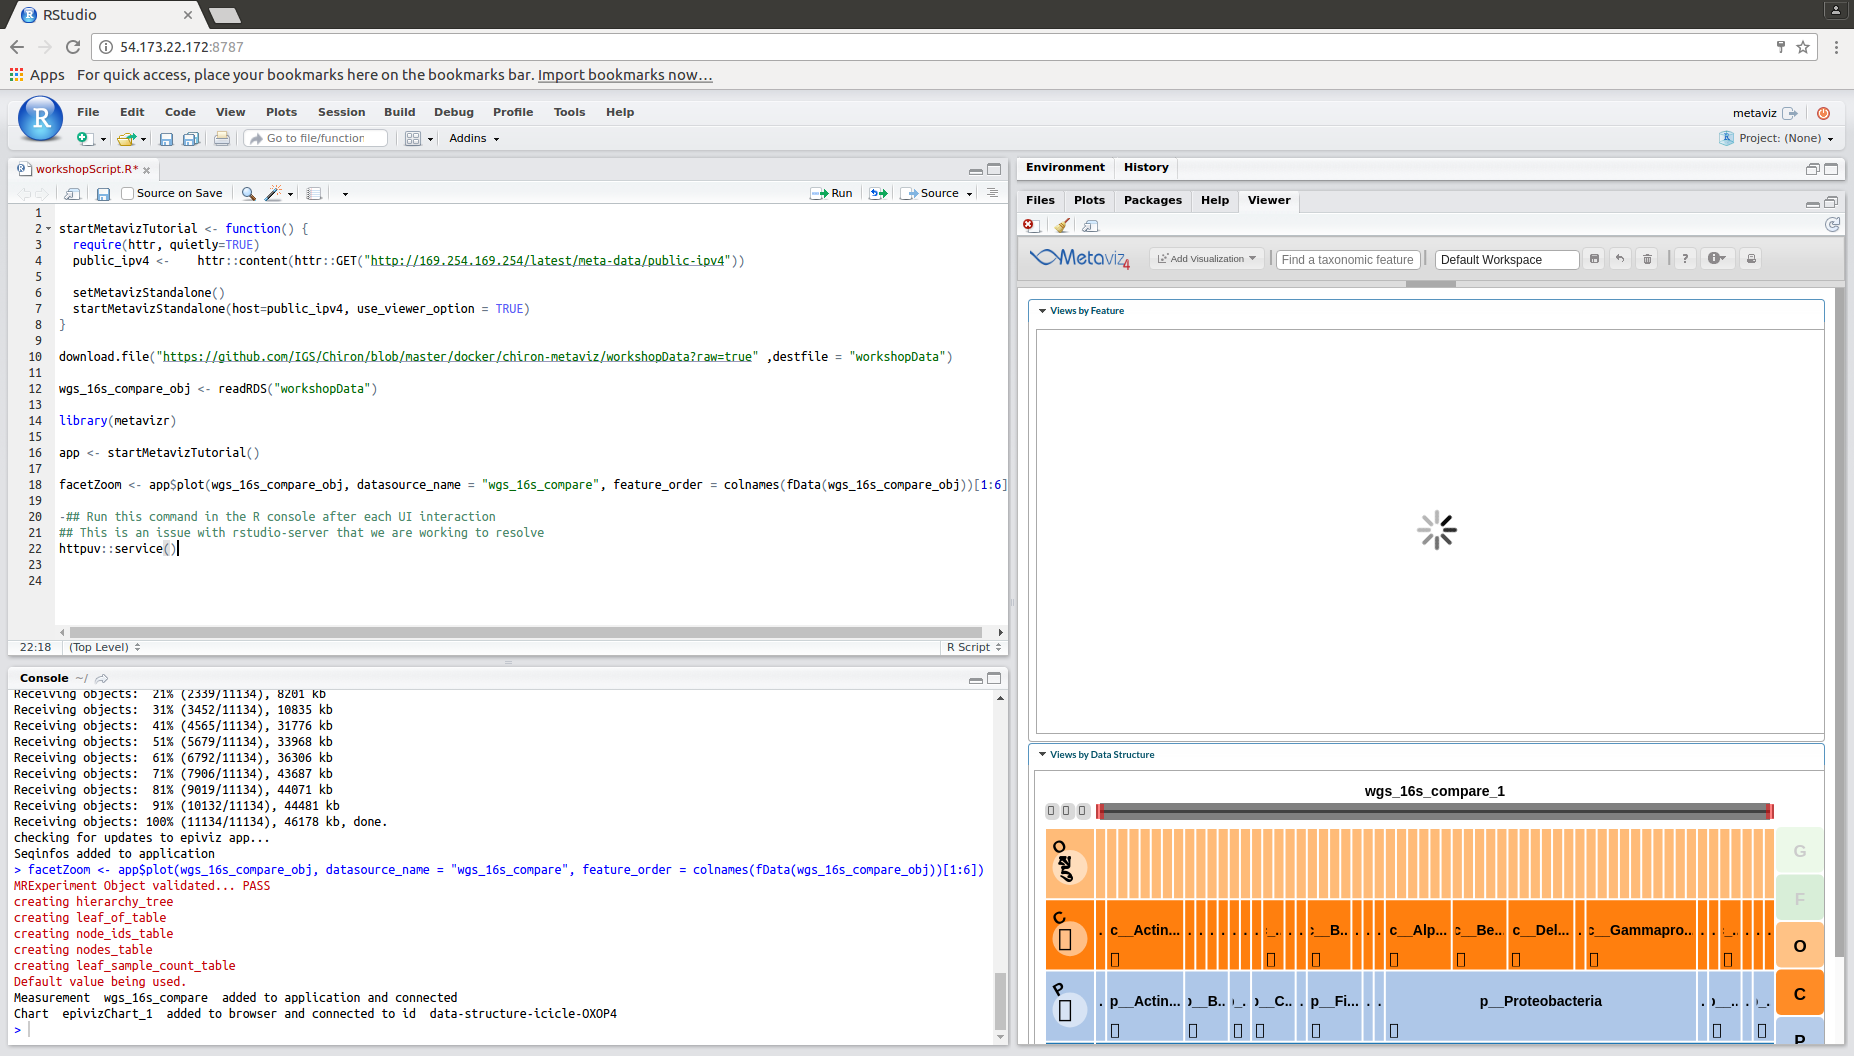 RStudio
54.173.22.172:8787
Apps For quick access, place your bookmarks here on the bookmarks bar. Import bookmarks now…
R File Edit Code View Plots Session Build Debug Profile Tools Help
metaviz
Go to file/function Addins
Project: (None)
workshopScript.R*
Source on Save Run Source
1
2 startMetavizTutorial <- function() {
3 require(httr, quietly=TRUE)
4 public_ipv4 <-    httr::content(httr::GET("http://169.254.169.254/latest/meta-data/public-ipv4"))
5
6 setMetavizStandalone()
7 startMetavizStandalone(host=public_ipv4, use_viewer_option = TRUE)
8 }
9
10 download.file("https://github.com/IGS/Chiron/blob/master/docker/chiron-metaviz/workshopData?raw=true" ,destfile = "workshopData")
11
12 wgs_16s_compare_obj <- readRDS("workshopData")
13
14 library(metavizr)
15
16 app <- startMetavizTutorial()
17
18 facetZoom <- app$plot(wgs_16s_compare_obj, datasource_name = "wgs_16s_compare", feature_order = colnames(fData(wgs_16s_compare_obj))[1:6]
19
20 -## Run this command in the R console after each UI interaction
21 ## This is an issue with rstudio-server that we are working to resolve
22 httpuv::service()
23
24
22:18 (Top Level) R Script
Console ~/
Receiving objects:  21% (2339/11134), 8201 kb
Receiving objects:  31% (3452/11134), 10835 kb
Receiving objects:  41% (4565/11134), 31776 kb
Receiving objects:  51% (5679/11134), 33968 kb
Receiving objects:  61% (6792/11134), 36306 kb
Receiving objects:  71% (7906/11134), 43687 kb
Receiving objects:  81% (9019/11134), 44071 kb
Receiving objects:  91% (10132/11134), 44481 kb
Receiving objects: 100% (11134/11134), 46178 kb, done.
checking for updates to epiviz app...
Seqinfos added to application
> facetZoom <- app$plot(wgs_16s_compare_obj, datasource_name = "wgs_16s_compare", feature_order = colnames(fData(wgs_16s_compare_obj))[1:6])
MRExperiment Object validated... PASS
creating hierarchy_tree
creating leaf_of_table
creating node_ids_table
creating nodes_table
creating leaf_sample_count_table
Default value being used.
Measurement  wgs_16s_compare  added to application and connected
Chart  epivizChart_1  added to browser and connected to id  data-structure-icicle-OXOP4
>
Environment History
Files Plots Packages Help Viewer
Metaviz 4 Add Visualization Find a taxonomic feature Default Workspace ?
Views by Feature
Views by Data Structure
wgs_16s_compare_1
O G
F
C . c__Actin... . . . . . . . :_.. . . :__B.. . . . c__Alp... c__Be... c__Del... . c__Gammapro... . . :_.. . . .
O
C
P . p__Actin... ›__B.. ›_. p__C... . p__Fi... . . p__Proteobacteria . ›__.. . ›_.
P